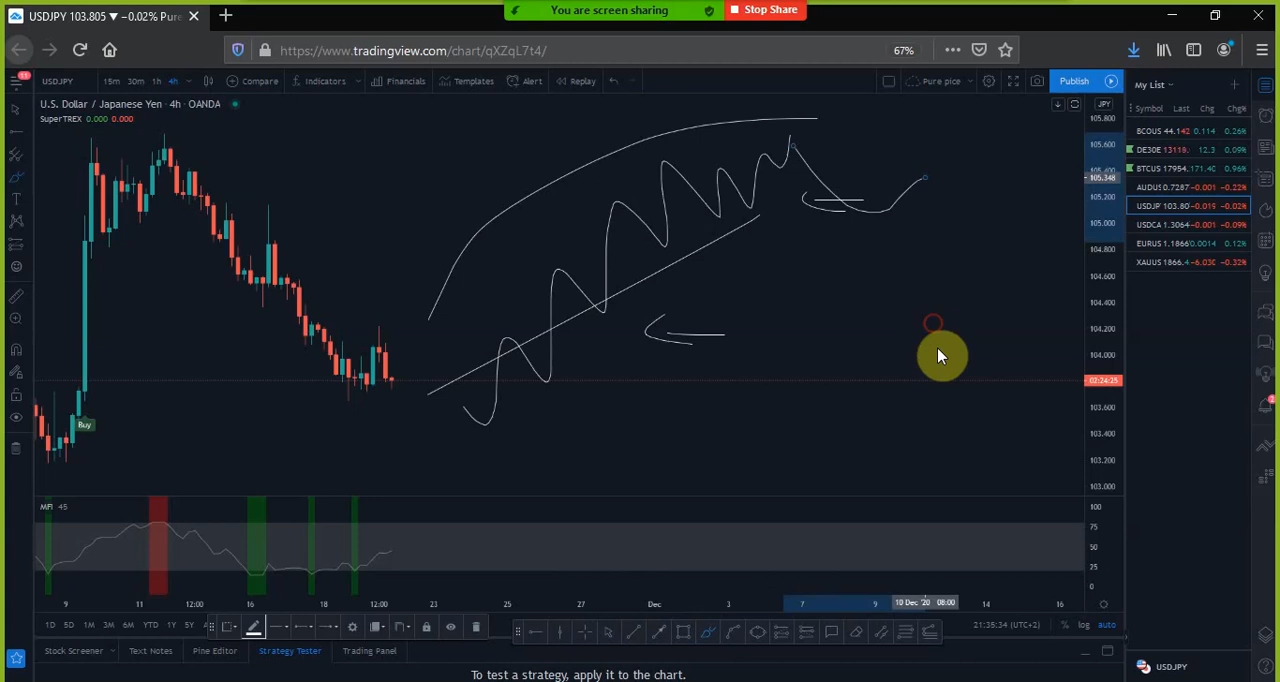 USDJPY 103.805 ▼ −0.02% Pure
You are screen sharing
Stop Share
https://www.tradingview.com/chart/qXZqL7t4/
67%
11
USDJPY 15m 30m 1h 4h Compare Indicators Financials Templates Alert Replay Pure pice Publish
My List
U.S. Dollar / Japanese Yen · 4h · OANDA
SuperTREX 0.000 0.000
JPY
Symbol Last Chg Chg%
BCOUS 44.142 0.114 0.26%
DE30E 13118. 12.3 0.09%
BTCUS 17954. 171.40 0.96%
AUDUS 0.7287 -0.001 -0.22%
USDJP 103.80 -0.019 -0.02%
USDCA 1.3064 -0.001 -0.09%
EURUS 1.1866 0.0014 0.12%
XAUUS 1866.4 -6.030 -0.32%
105.800
105.600
105.400
105.348
105.200
105.000
104.800
104.600
104.400
104.200
104.000
02:24:25
103.600
103.400
103.200
103.000
Buy
MFI 45
100
75
50
25
0
9 11 12:00 16 18 12:00 23 25 27 Dec 3 7 9 10 Dec '20 08:00 14 16
1D 5D 1M 3M 6M YTD 1Y 5Y
21:35:34 (UTC+2) % log auto
Stock Screener Text Notes Pine Editor Strategy Tester Trading Panel
To test a strategy, apply it to the chart.
USDJPY